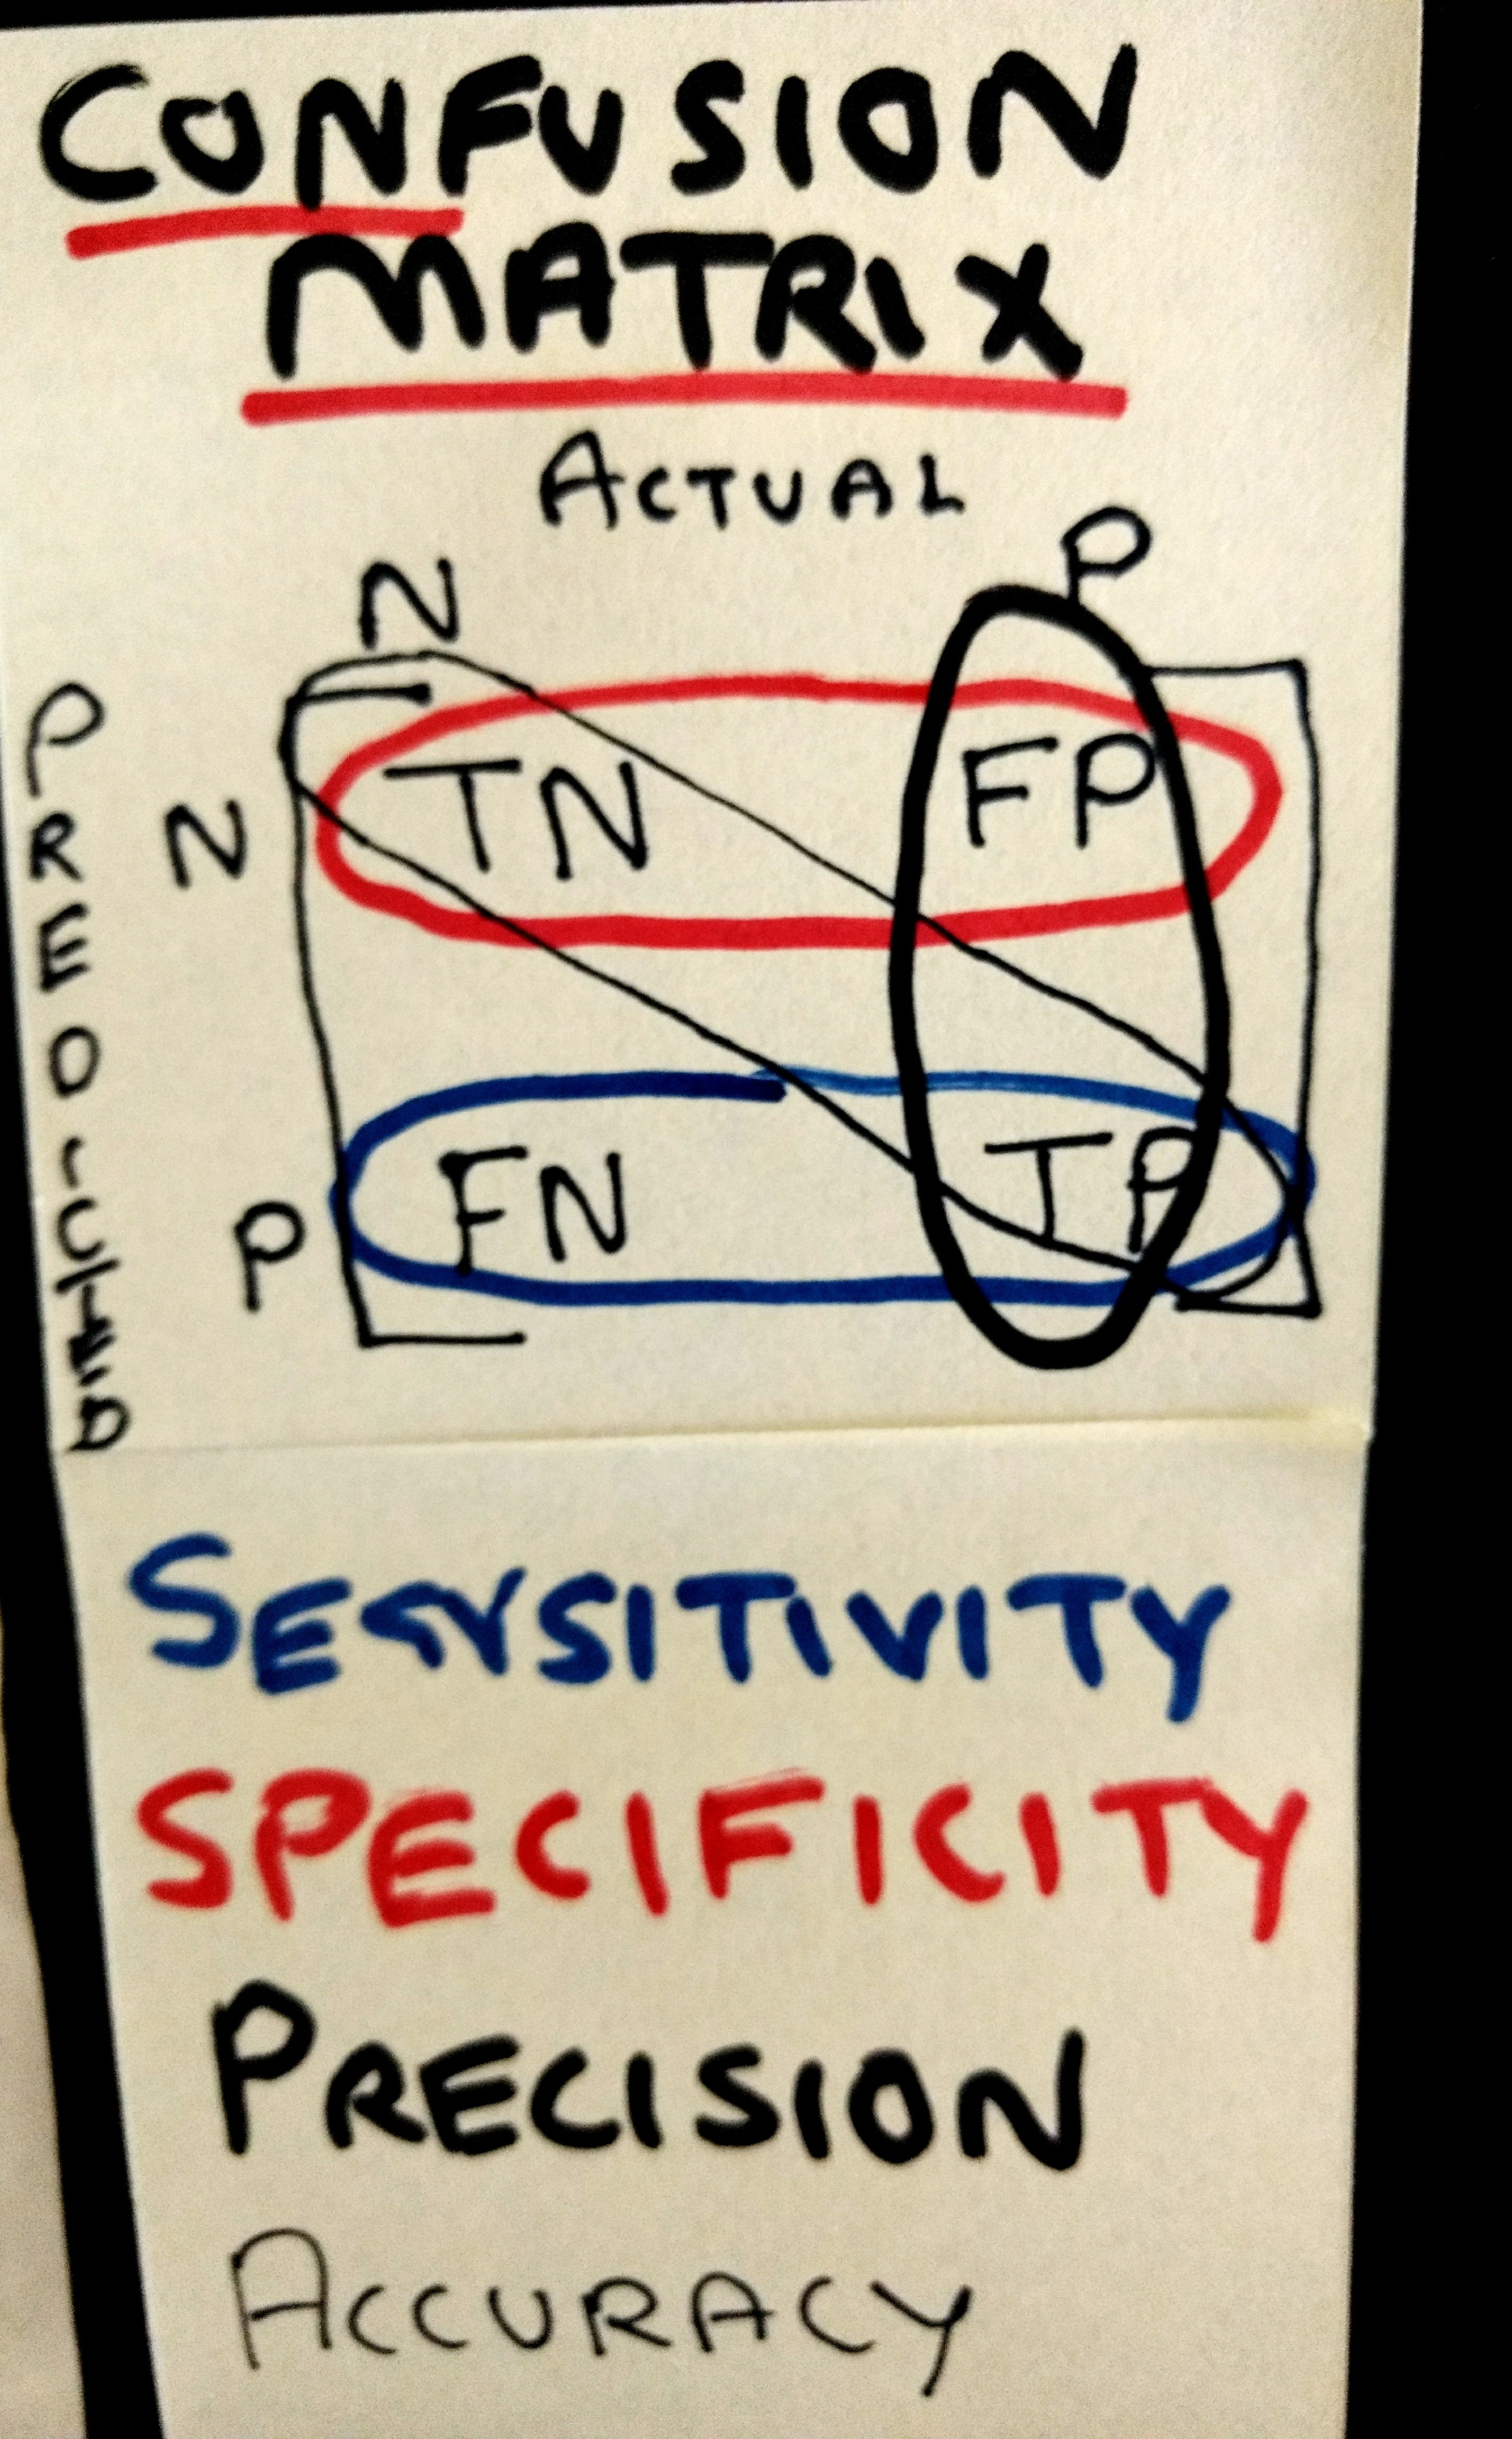 CONFUSION
MATRIX
ACTUAL
N P
PREDICTED
N TN FP
P FN TP
SENSITIVITY
SPECIFICITY
PRECISION
ACCURACY